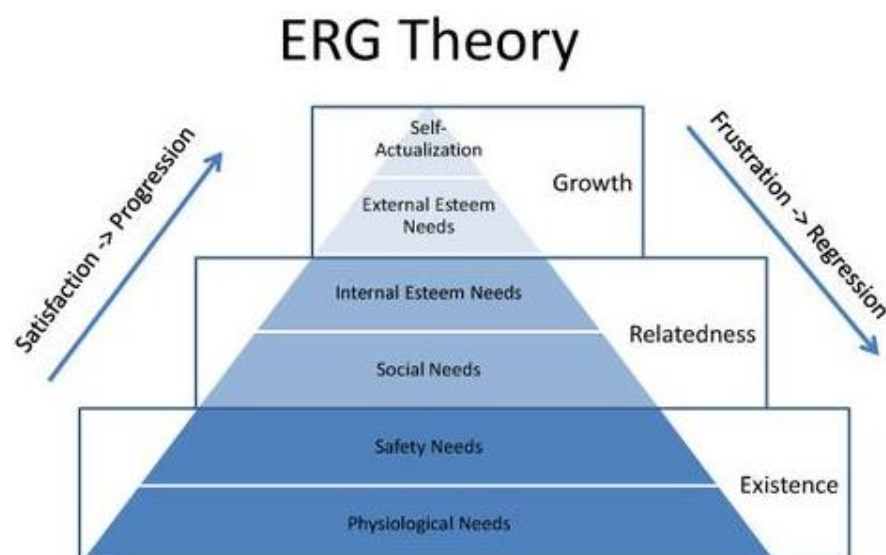 ERG Theory
Satisfaction -> Progression
Frustration -> Regression
Self-
Actualization
Growth
External Esteem
Needs
Internal Esteem Needs
Relatedness
Social Needs
Safety Needs
Existence
Physiological Needs